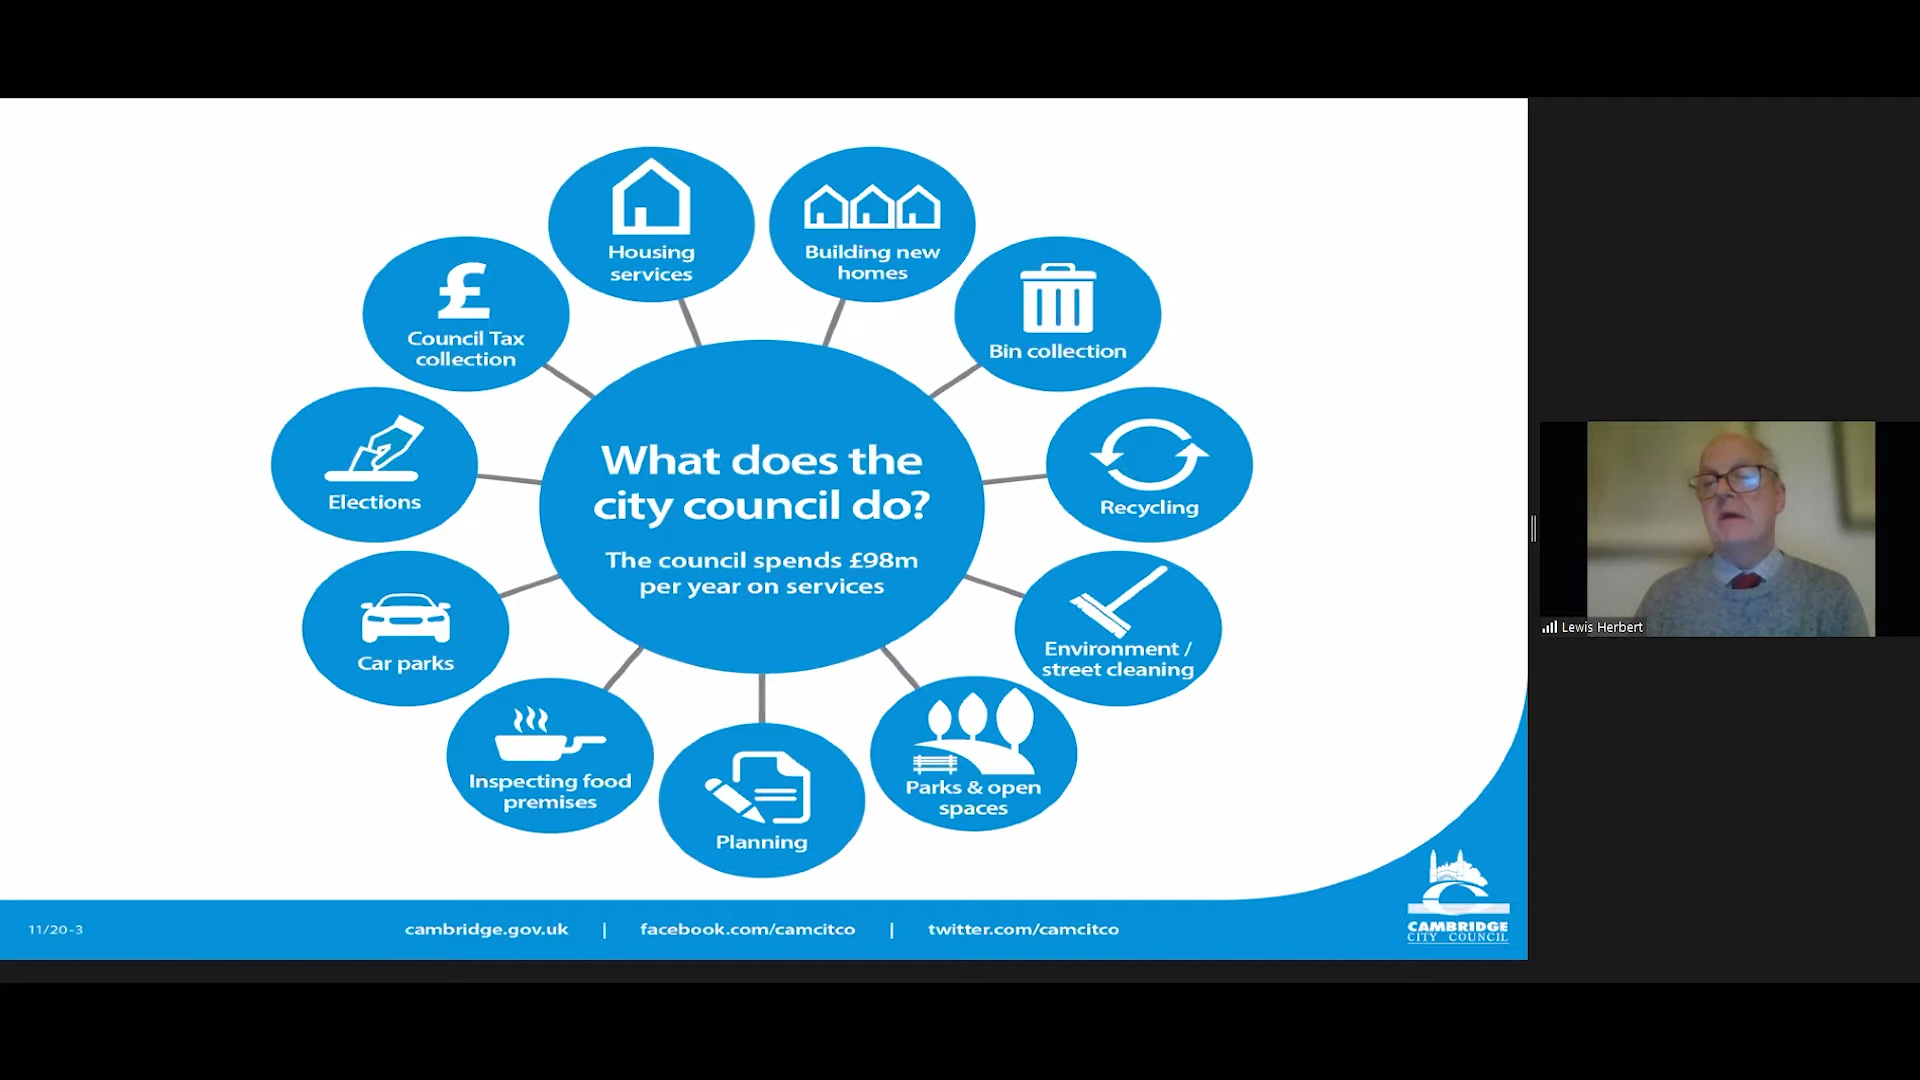 Housing
services
Building new
homes
Council Tax
collection
Bin collection
Elections
What does the
city council do?
The council spends £98m
per year on services
Recycling
Car parks
Environment /
street cleaning
Inspecting food
premises
Planning
Parks & open
spaces
Lewis Herbert
11/20-3
cambridge.gov.uk | facebook.com/camcitco | twitter.com/camcitco
CAMBRIDGE
CITY COUNCIL